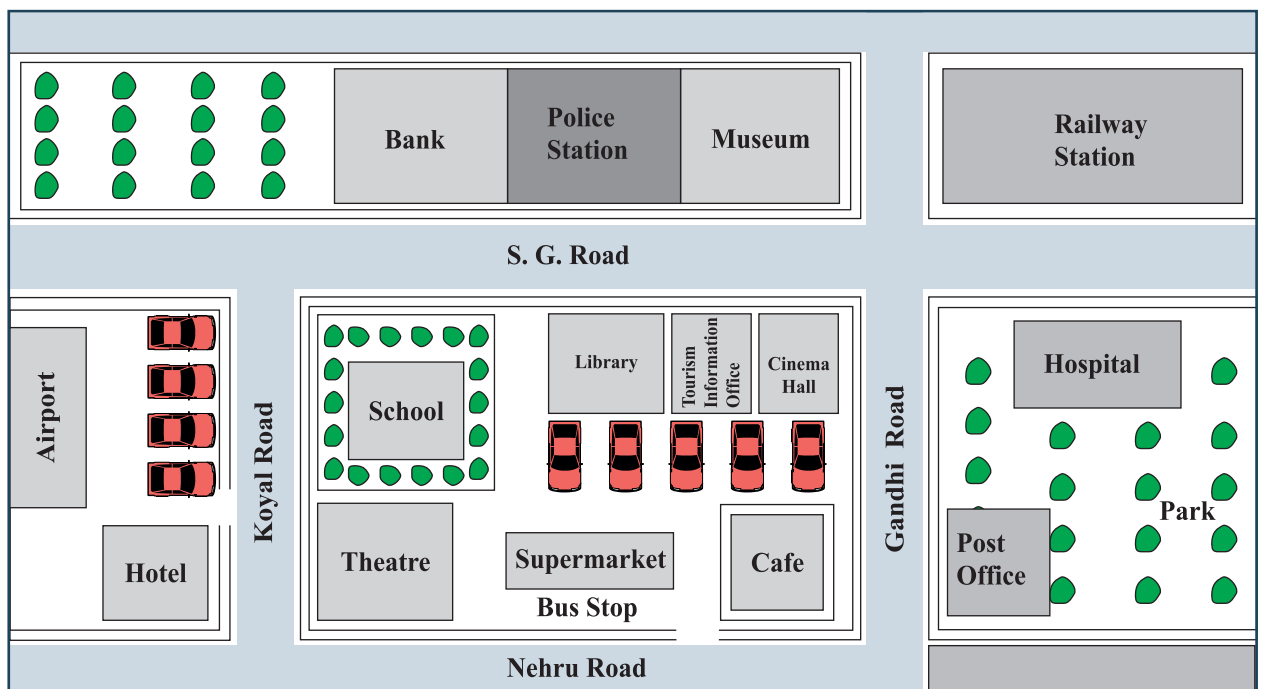 Bank
Police
Station
Museum
Railway
Station
S. G. Road
Airport
Koyal Road
School
Library
Tourism
Information
Office
Cinema
Hall
Gandhi Road
Hospital
Park
Hotel
Theatre
Supermarket
Bus Stop
Cafe
Post
Office
Nehru Road